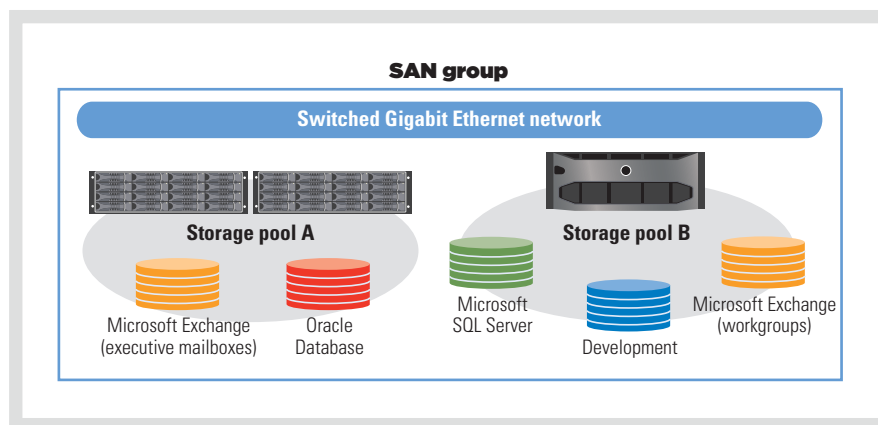 SAN group
Switched Gigabit Ethernet network
Storage pool A
Microsoft Exchange
(executive mailboxes)
Oracle
Database
Storage pool B
Microsoft
SQL Server
Development
Microsoft Exchange
(workgroups)